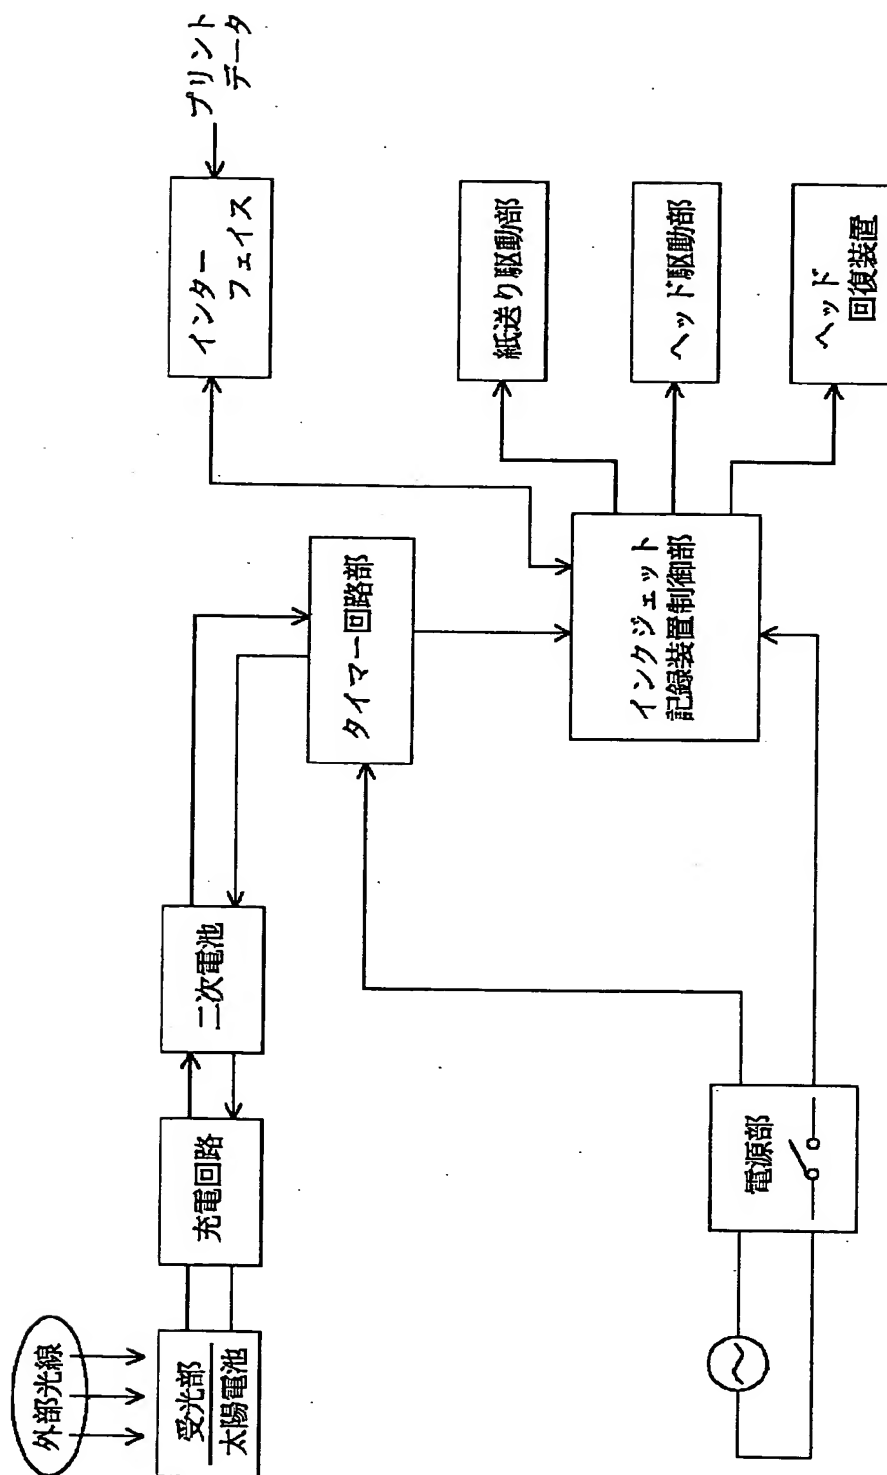 外部光線
受光部
太陽電池
充電回路
二次電池
タイマー回路部
インター
フェイス
プリント
データ
電源部
インクジェット
記録装置制御部
紙送り駆動部
ヘッド駆動部
ヘッド
回復装置